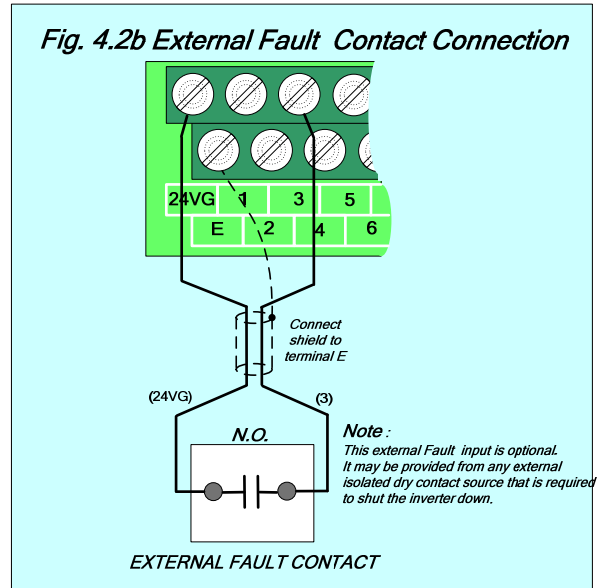 Fig. 4.2b External Fault Contact Connection
24VG 1 3 5
E 2 4 6
Connect
shield to
terminal E
(24VG) (3)
N.O.
Note :
This external Fault input is optional.
It may be provided from any external
isolated dry contact source that is required
to shut the inverter down.
EXTERNAL FAULT CONTACT